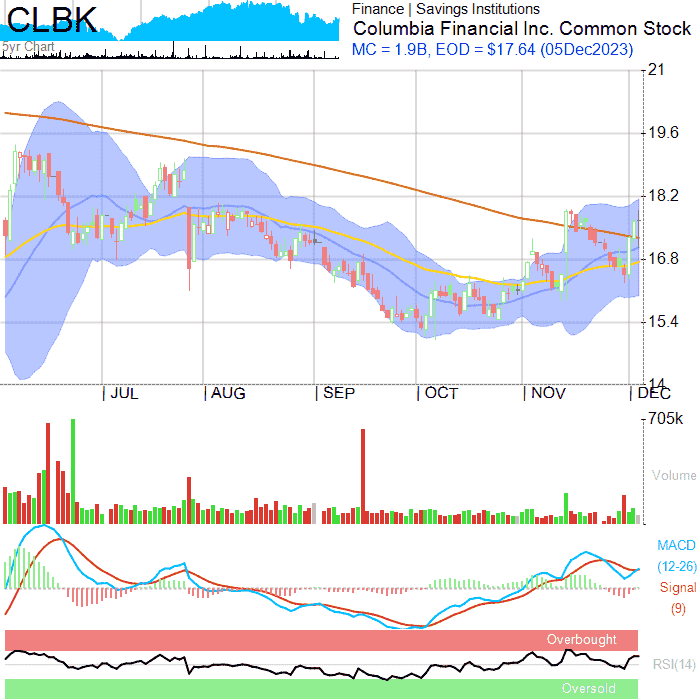 CLBK
5yr Chart
Finance | Savings Institutions
Columbia Financial Inc. Common Stock
MC = 1.9B, EOD = $17.64 (05Dec2023)
21
19.6
18.2
16.8
15.4
14
JUL
AUG
SEP
OCT
NOV
DEC
705k
Volume
MACD
(12-26)
Signal
(9)
Overbought
RSI(14)
Oversold